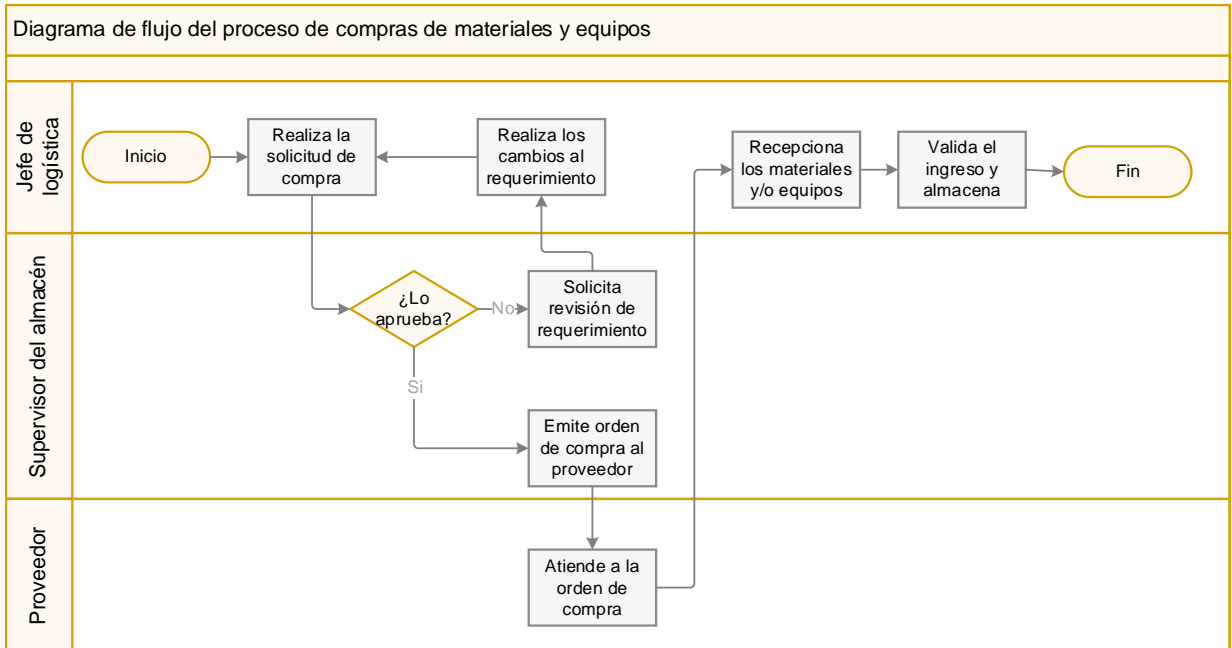 Diagrama de flujo del proceso de compras de materiales y equipos
Jefe de
logística
Inicio
Realiza la
solicitud de
compra
Realiza los
cambios al
requerimiento
Recepciona
los materiales
y/o equipos
Valida el
ingreso y
almacena
Fin
Supervisor del almacén
¿Lo
aprueba?
No
Solicita
revisión de
requerimiento
Si
Emite orden
de compra al
proveedor
Proveedor
Atiende a la
orden de
compra